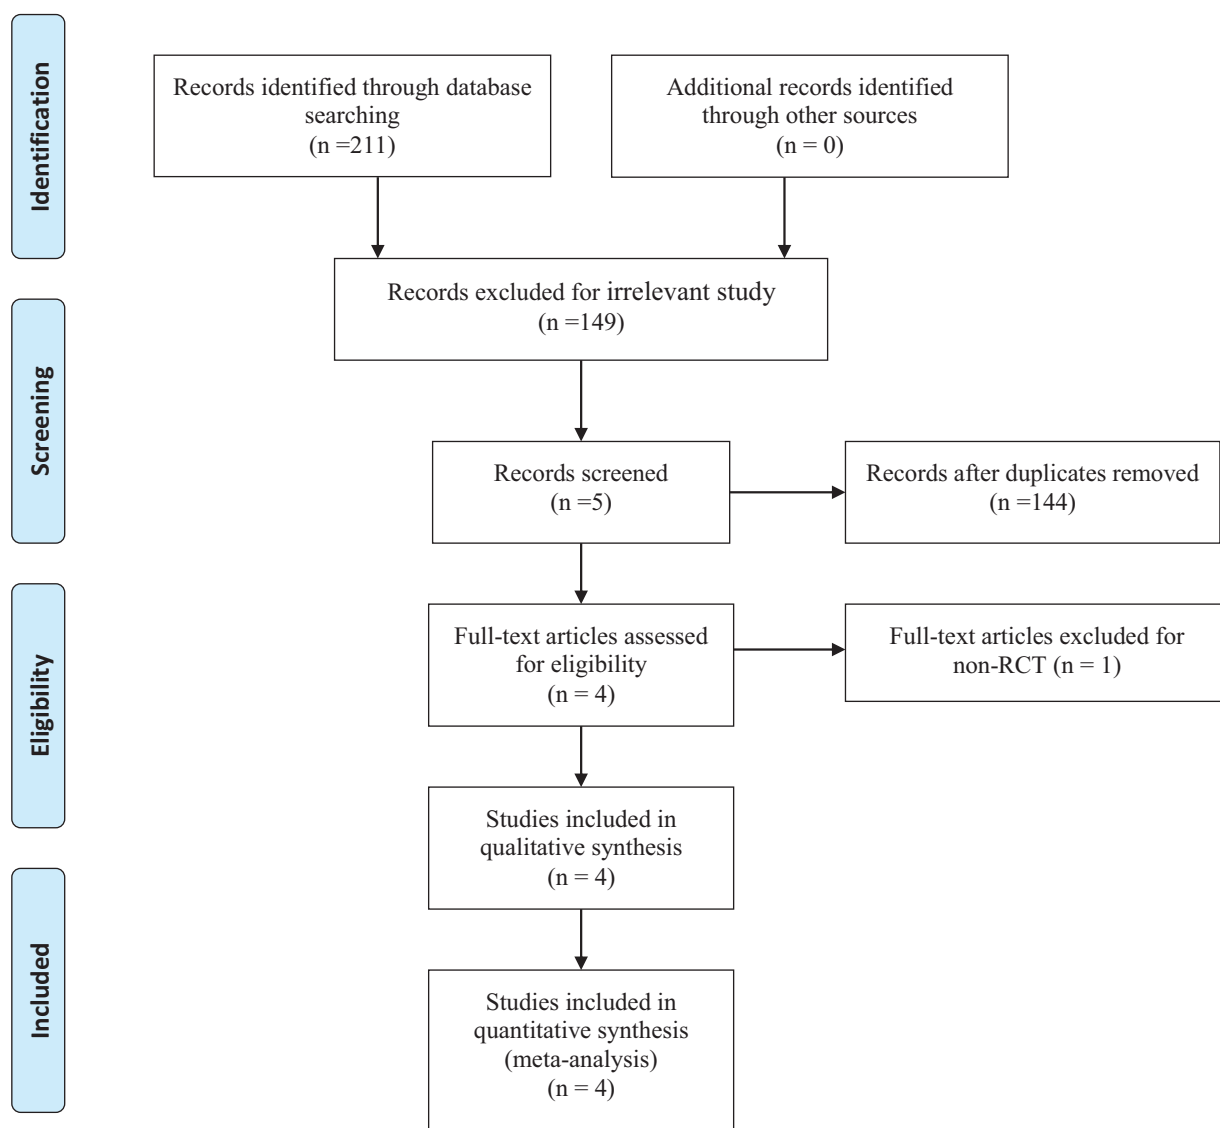 Identification
Records identified through database
searching
(n =211)
Additional records identified
through other sources
(n = 0)
Records excluded for irrelevant study
(n =149)
Screening
Records screened
(n =5)
Records after duplicates removed
(n =144)
Eligibility
Full-text articles assessed
for eligibility
(n = 4)
Full-text articles excluded for
non-RCT (n = 1)
Studies included in
qualitative synthesis
(n = 4)
Included
Studies included in
quantitative synthesis
(meta-analysis)
(n = 4)